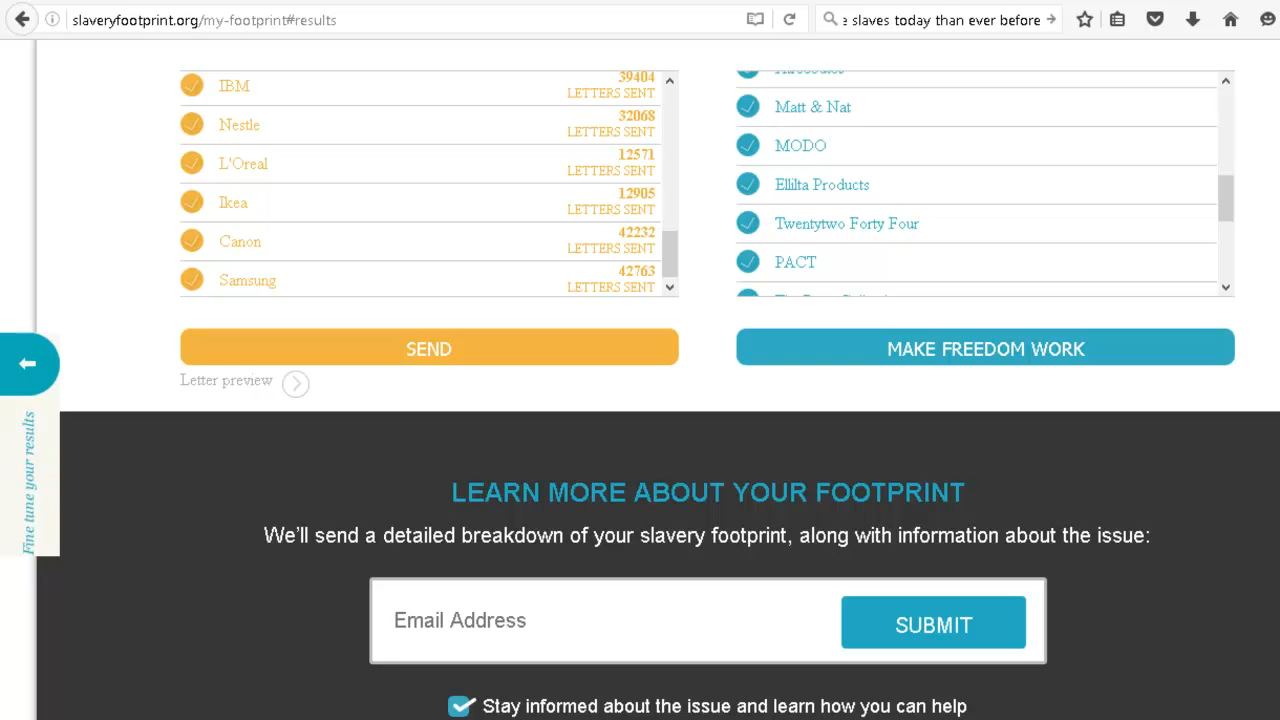 slaveryfootprint.org/my-footprint#results
slaves today than ever before
IBM
39404
LETTERS SENT
Nestle
32068
LETTERS SENT
L'Oreal
12571
LETTERS SENT
Ikea
12905
LETTERS SENT
Canon
42232
LETTERS SENT
Samsung
42763
LETTERS SENT
Matt & Nat
MODO
Ellilta Products
Twentytwo Forty Four
PACT
SEND
MAKE FREEDOM WORK
Letter preview
Fine tune your results
LEARN MORE ABOUT YOUR FOOTPRINT
We'll send a detailed breakdown of your slavery footprint, along with information about the issue:
Email Address
SUBMIT
Stay informed about the issue and learn how you can help